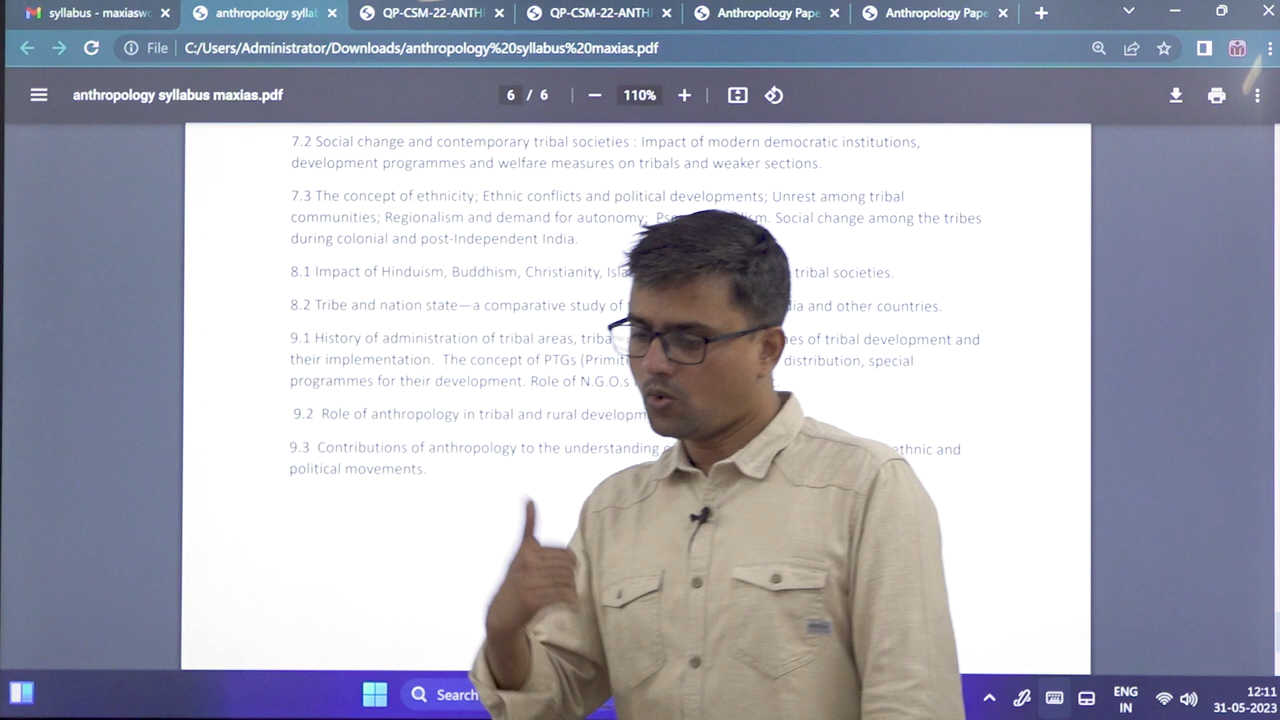 syllabus - maxiasw
anthropology sylla
QP-CSM-22-ANTH
QP-CSM-22-ANTH
Anthropology Pape
Anthropology Pape
File
C:/Users/Administrator/Downloads/anthropology%20syllabus%20maxias.pdf
anthropology syllabus maxias.pdf
6 / 6
110%
7.2 Social change and contemporary tribal societies : Impact of modern democratic institutions,
development programmes and welfare measures on tribals and weaker sections.
7.3 The concept of ethnicity; Ethnic conflicts and political developments; Unrest among tribal
communities; Regionalism and demand for autonomy; Social change among the tribes
during colonial and post-Independent India.
8.1 Impact of Hinduism, Buddhism, Christianity, tribal societies.
8.2 Tribe and nation state—a comparative study of and other countries.
9.1 History of administration of tribal areas, of tribal development and
their implementation. The concept of PTGs distribution, special
programmes for their development. Role of N.G.O.s
9.2 Role of anthropology in tribal and rural
9.3 Contributions of anthropology to the understanding ethnic and
political movements.
Search
ENG
IN
12:11
31-05-2023